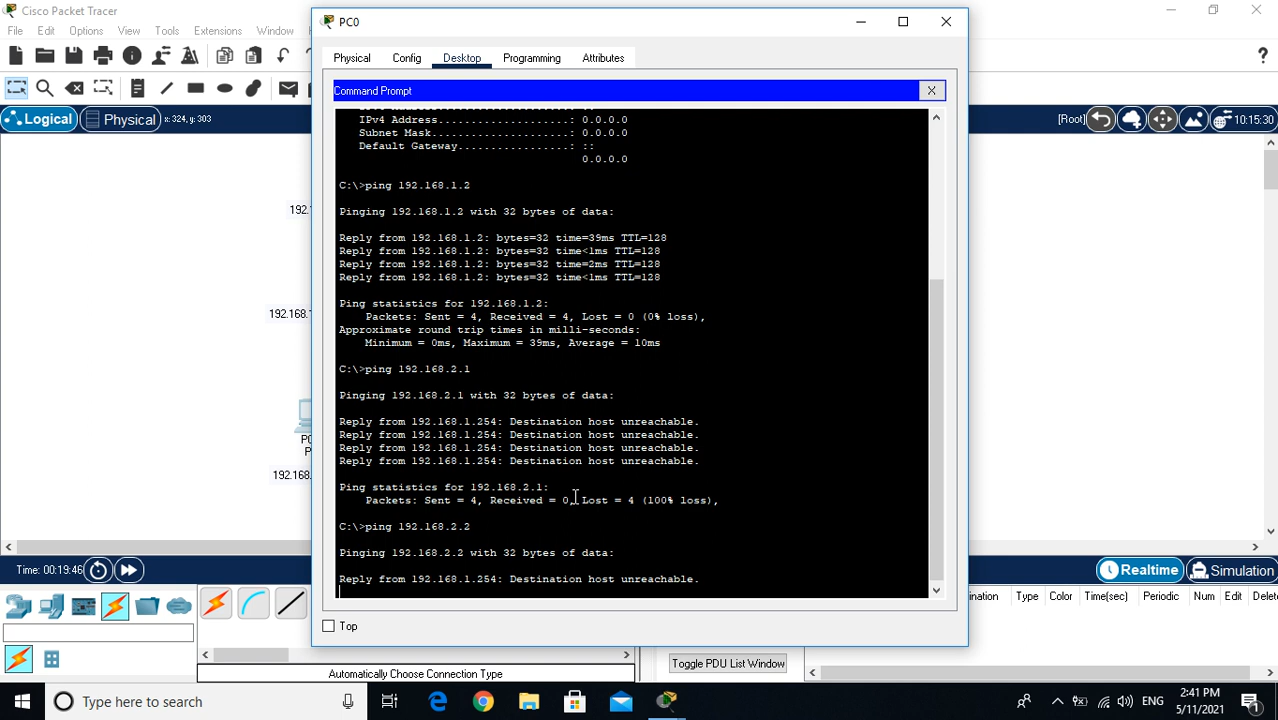 Cisco Packet Tracer
File Edit Options View Tools Extensions Window
Logical Physical x: 324, y: 303
[Root] 10:15:30
PC0
Physical Config Desktop Programming Attributes
Command Prompt X
IPv4 Address......................: 0.0.0.0
Subnet Mask.....................: 0.0.0.0
Default Gateway.................: ::
0.0.0.0
C:\>ping 192.168.1.2
Pinging 192.168.1.2 with 32 bytes of data:
Reply from 192.168.1.2: bytes=32 time=39ms TTL=128
Reply from 192.168.1.2: bytes=32 time<1ms TTL=128
Reply from 192.168.1.2: bytes=32 time=2ms TTL=128
Reply from 192.168.1.2: bytes=32 time<1ms TTL=128
Ping statistics for 192.168.1.2:
Packets: Sent = 4, Received = 4, Lost = 0 (0% loss),
Approximate round trip times in milli-seconds:
Minimum = 0ms, Maximum = 39ms, Average = 10ms
C:\>ping 192.168.2.1
Pinging 192.168.2.1 with 32 bytes of data:
Reply from 192.168.1.254: Destination host unreachable.
Reply from 192.168.1.254: Destination host unreachable.
Reply from 192.168.1.254: Destination host unreachable.
Reply from 192.168.1.254: Destination host unreachable.
Ping statistics for 192.168.2.1:
Packets: Sent = 4, Received = 0, Lost = 4 (100% loss),
C:\>ping 192.168.2.2
Pinging 192.168.2.2 with 32 bytes of data:
Reply from 192.168.1.254: Destination host unreachable.
Top
192.
192.168.
PC
P
192.168.
Time: 00:19:46
Realtime Simulation
ination Type Color Time(sec) Periodic Num Edit Delet
Automatically Choose Connection Type
Toggle PDU List Window
Type here to search
ENG
2:41 PM
5/11/2021
1